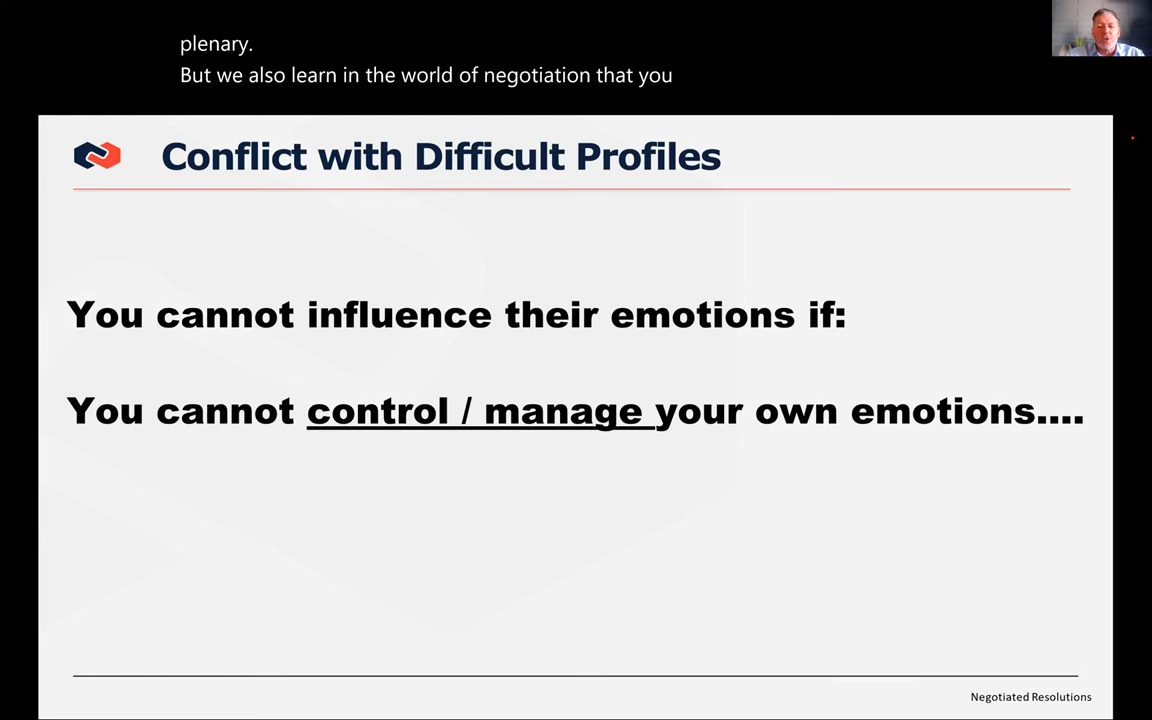 plenary.
But we also learn in the world of negotiation that you
Conflict with Difficult Profiles
You cannot influence their emotions if:
You cannot control / manage your own emotions....
Negotiated Resolutions